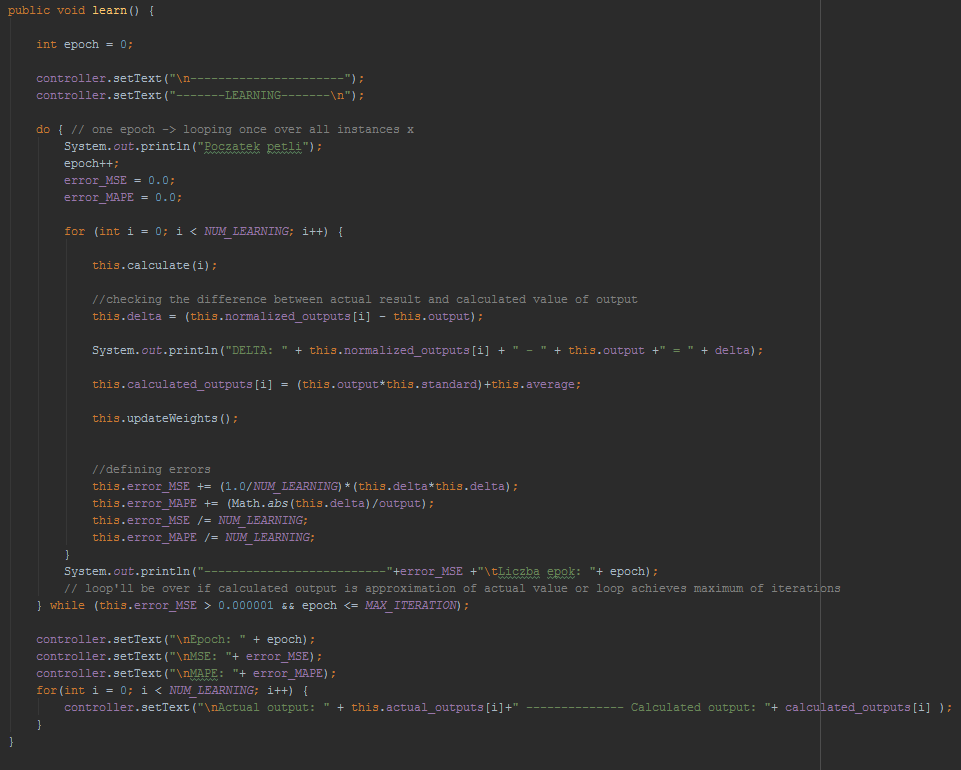 public void learn() {
int epoch = 0;
controller.setText("\n----------------------");
controller.setText("-------LEARNING-------\n");
do { // one epoch -> looping once over all instances x
System.out.println("Poczatek petli");
epoch++;
error_MSE = 0.0;
error_MAPE = 0.0;
for (int i = 0; i < NUM_LEARNING; i++) {
this.calculate(i);
//checking the difference between actual result and calculated value of output
this.delta = (this.normalized_outputs[i] - this.output);
System.out.println("DELTA: " + this.normalized_outputs[i] + " - " + this.output +" = " + delta);
this.calculated_outputs[i] = (this.output*this.standard)+this.average;
this.updateWeights();
//defining errors
this.error_MSE += (1.0/NUM_LEARNING)*(this.delta*this.delta);
this.error_MAPE += (Math.abs(this.delta)/output);
this.error_MSE /= NUM_LEARNING;
this.error_MAPE /= NUM_LEARNING;
}
System.out.println("--------------------------"+error_MSE +"\tLiczba epok: "+ epoch);
// loop'll be over if calculated output is approximation of actual value or loop achieves maximum of iterations
} while (this.error_MSE > 0.000001 && epoch <= MAX_ITERATION);
controller.setText("\nEpoch: " + epoch);
controller.setText("\nMSE: "+ error_MSE);
controller.setText("\nMAPE: "+ error_MAPE);
for(int i = 0; i < NUM_LEARNING; i++) {
controller.setText("\nActual output: " + this.actual_outputs[i]+" -------------- Calculated output: "+ calculated_outputs[i] );
}
}